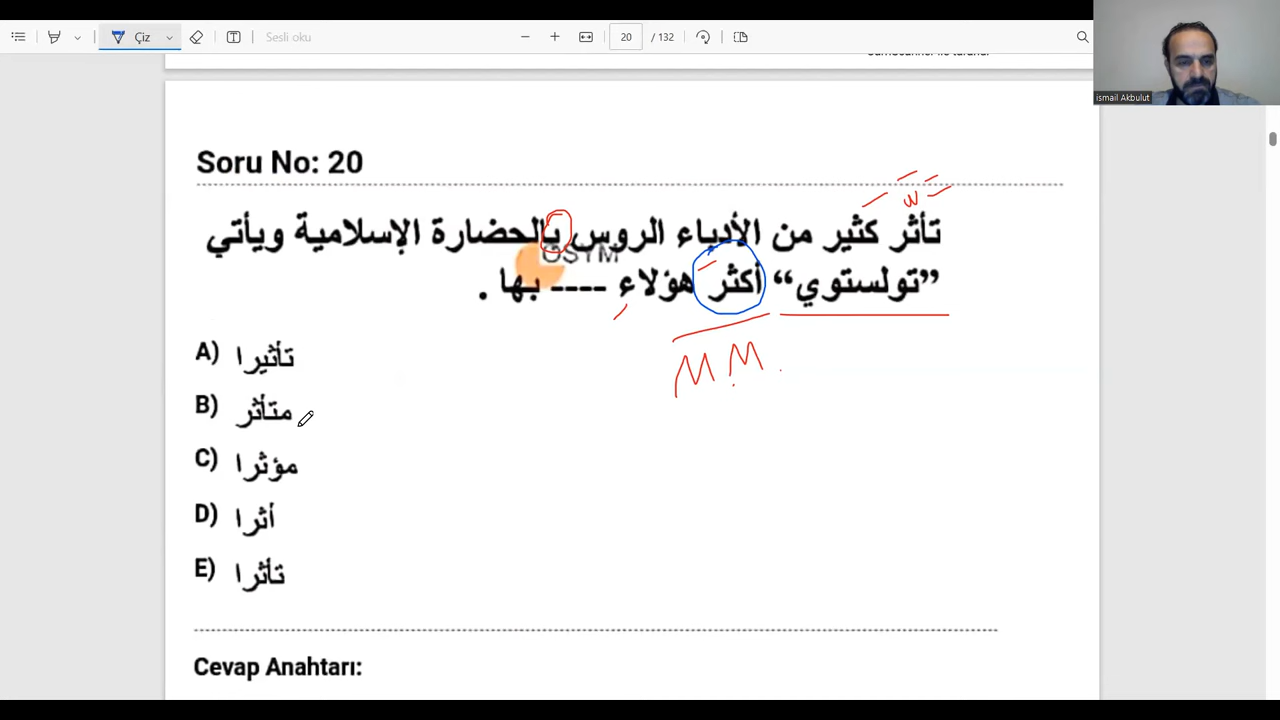 Çiz
Sesli oku
20 / 132
ismail Akbulut
Soru No: 20
تأثر كثير من الأدباء الروس بالحضارة الإسلامية ويأتي
”تولستوي“ أكثر هؤلاء ---- بها .
ÖSYM
M M
A) تأثيرا
B) متأثر
C) مؤثرا
D) أثرا
E) تأثرا
Cevap Anahtarı: